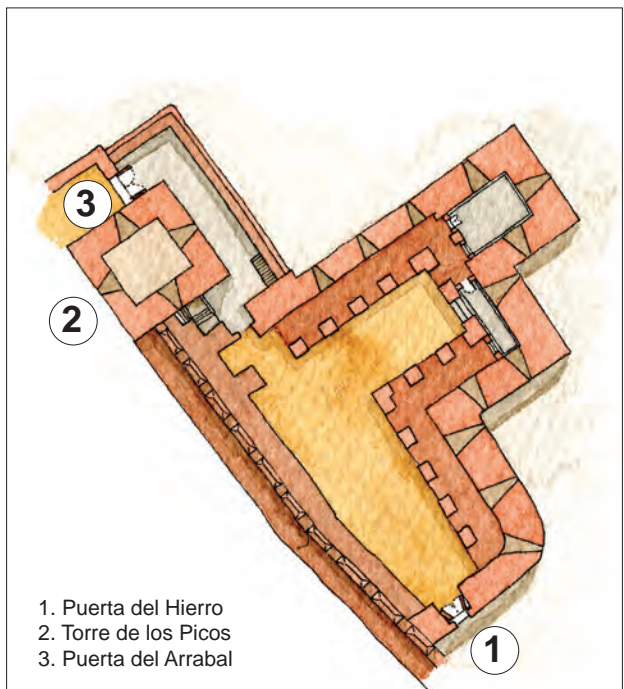 3
2
1. Puerta del Hierro
2. Torre de los Picos
3. Puerta del Arrabal
1